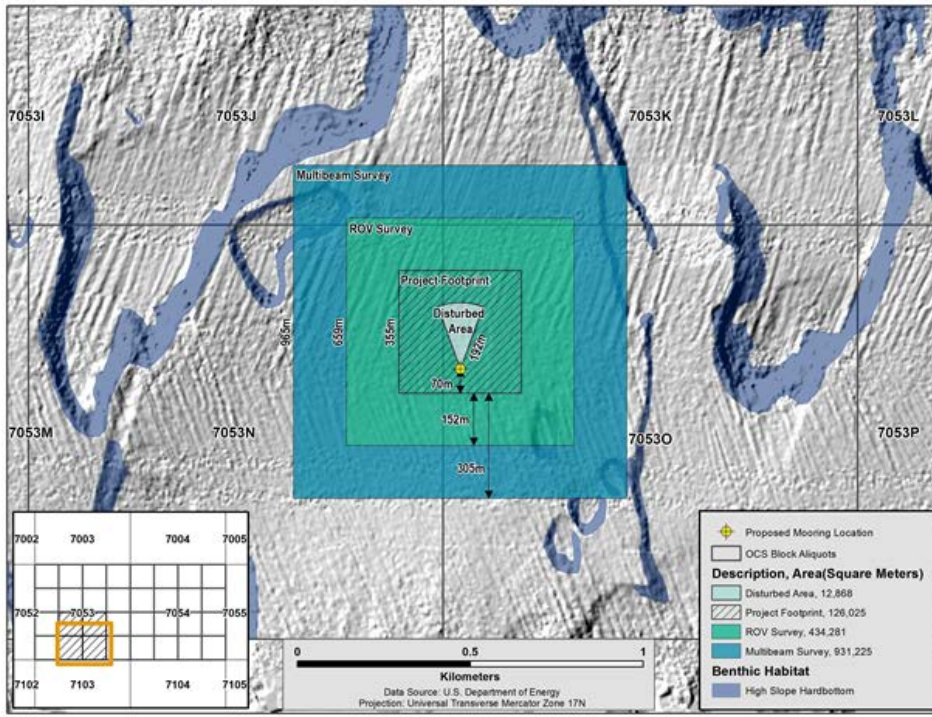 7053I
7053J
7053K
7053L
Multibeam Survey
ROV Survey
Project Footprint
Disturbed
Area
965m
659m
355m
192m
70m
152m
305m
7053M
7053N
7053O
7053P
7002
7003
7004
7005
7052
7053
7054
7055
7102
7103
7104
7105
0
0.5
1
Kilometers
Data Source: U.S. Department of Energy
Projection: Universal Transverse Mercator Zone 17N
Proposed Mooring Location
OCS Block Aliquots
Description, Area(Square Meters)
Disturbed Area, 12,868
Project Footprint, 126,025
ROV Survey, 434,281
Multibeam Survey, 931,225
Benthic Habitat
High Slope Hardbottom